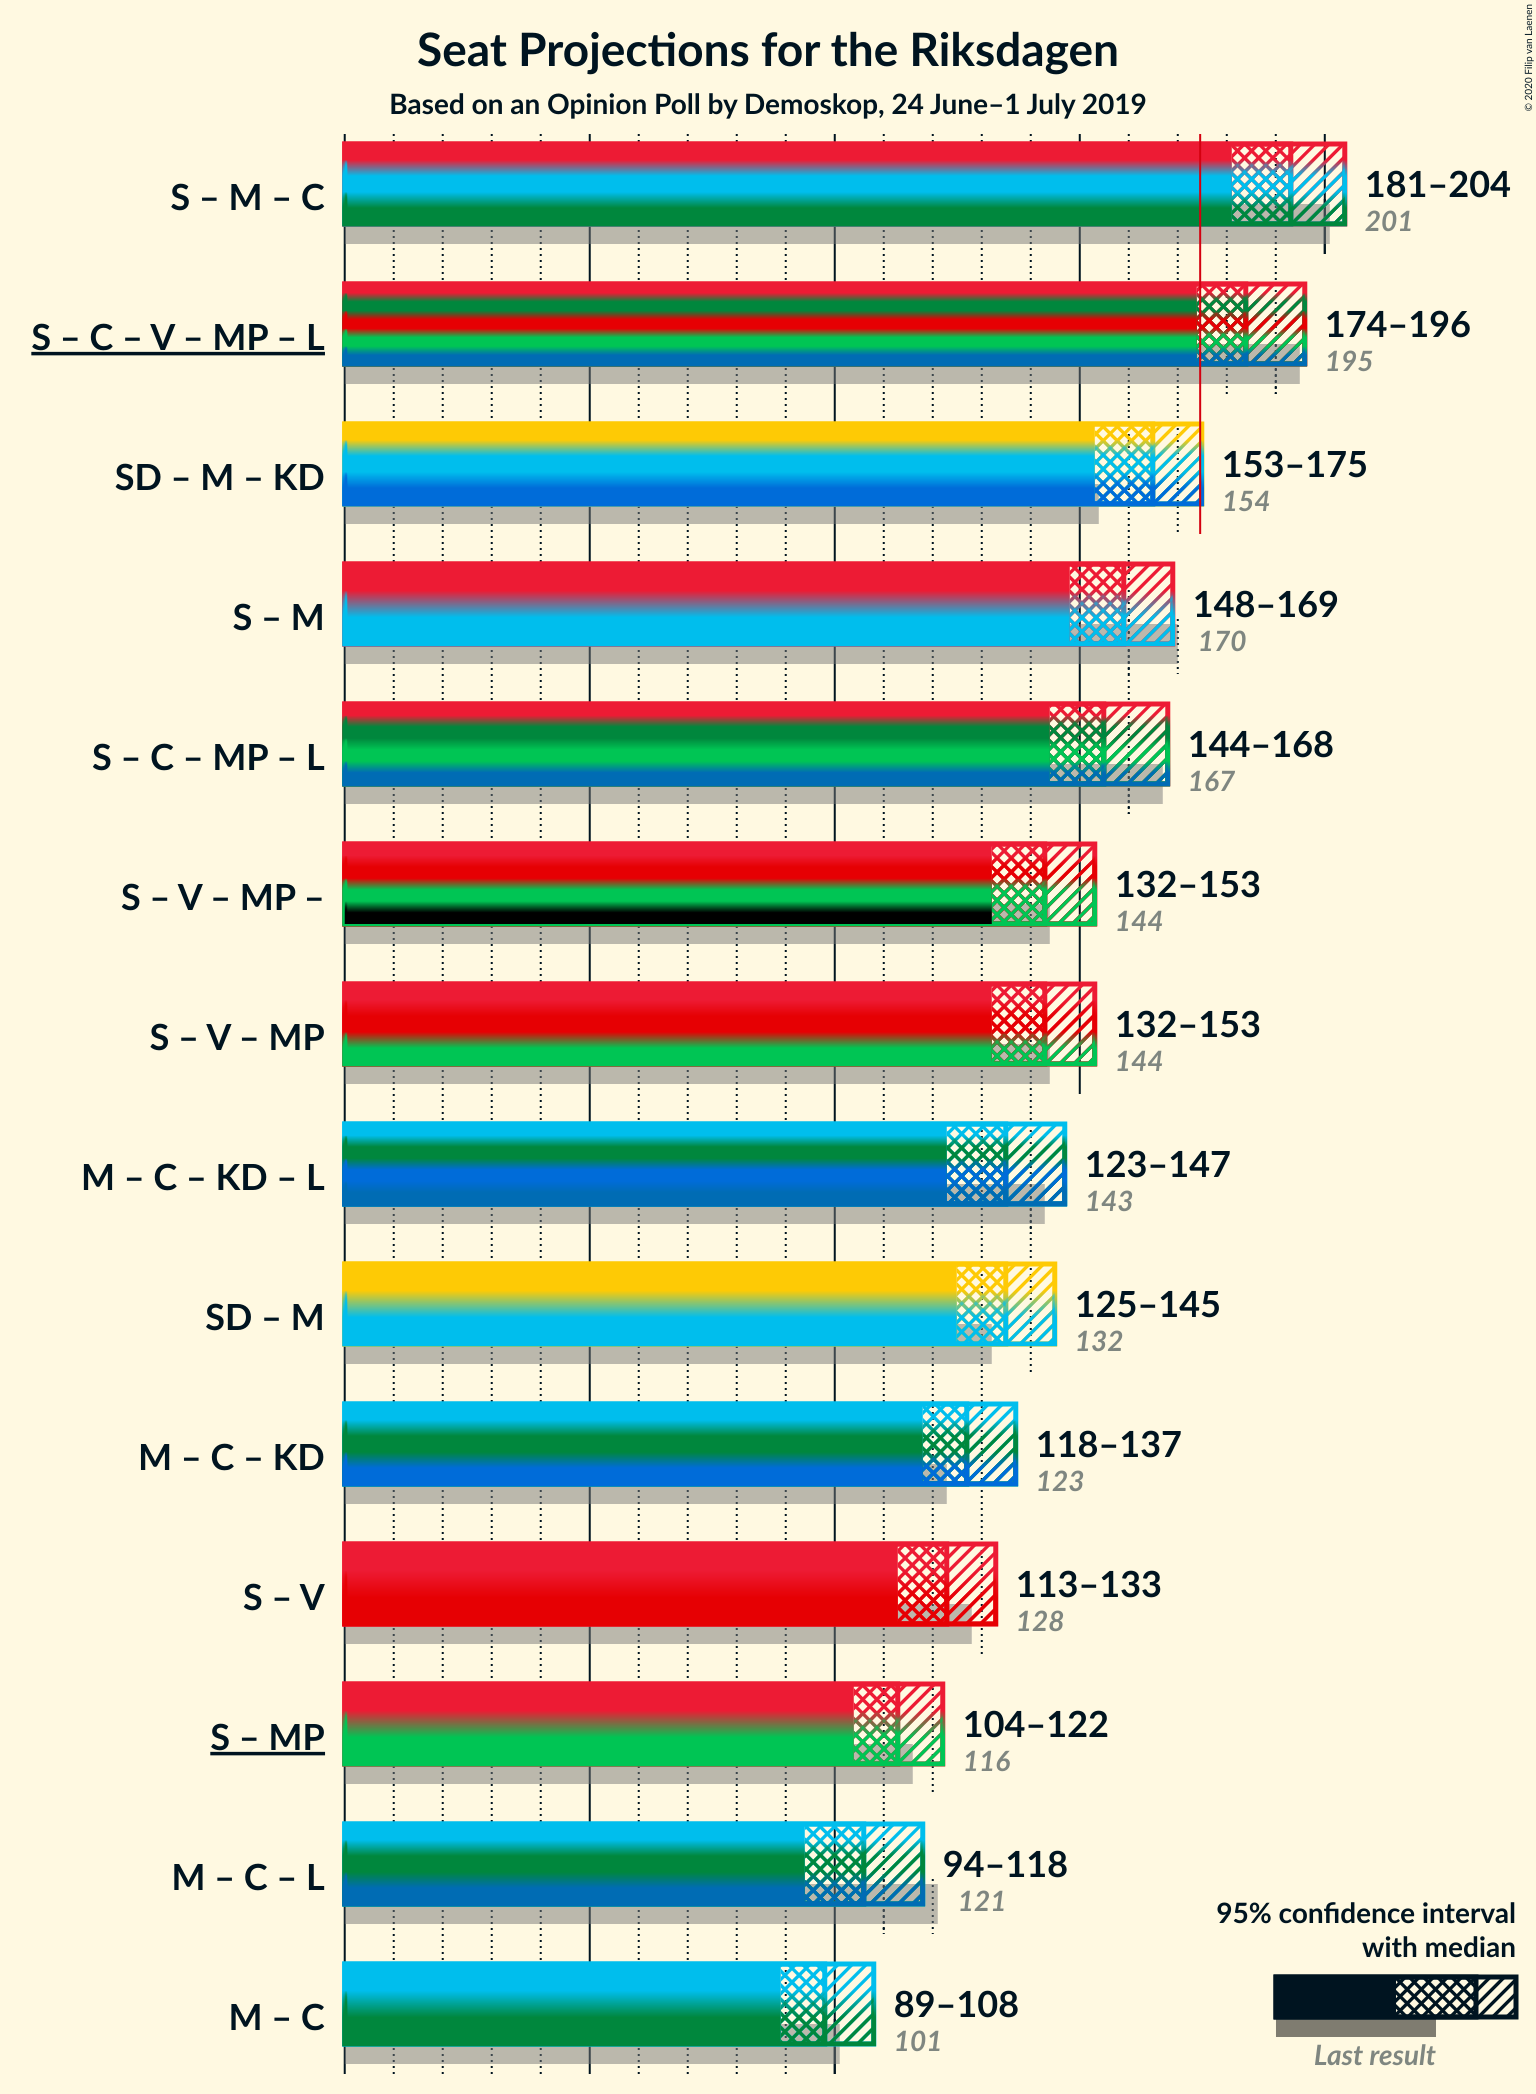 Seat Projections for the Riksdagen
Based on an Opinion Poll by Demoskop, 24 June–1 July 2019
© 2020 Filip van Laenen
S – M – C
181–204
201
S – C – V – MP – L
174–196
195
SD – M – KD
153–175
154
S – M
148–169
170
S – C – MP – L
144–168
167
S – V – MP –
132–153
144
S – V – MP
132–153
144
M – C – KD – L
123–147
143
SD – M
125–145
132
M – C – KD
118–137
123
S – V
113–133
128
S – MP
104–122
116
M – C – L
94–118
121
M – C
89–108
101
95% confidence interval
with median
Last result